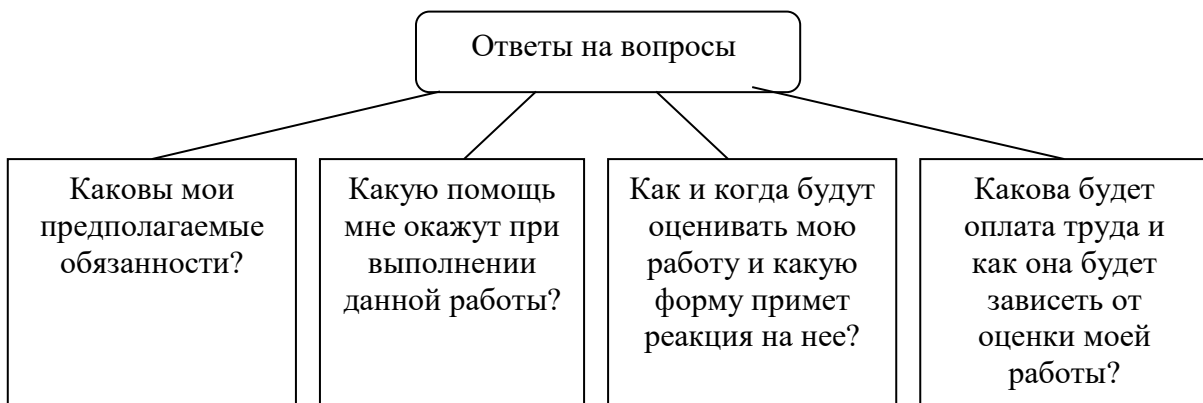 Ответы на вопросы
Каковы мои
предполагаемые
обязанности?
Какую помощь
мне окажут при
выполнении
данной работы?
Как и когда будут
оценивать мою
работу и какую
форму примет
реакция на нее?
Какова будет
оплата труда и
как она будет
зависеть от
оценки моей
работы?